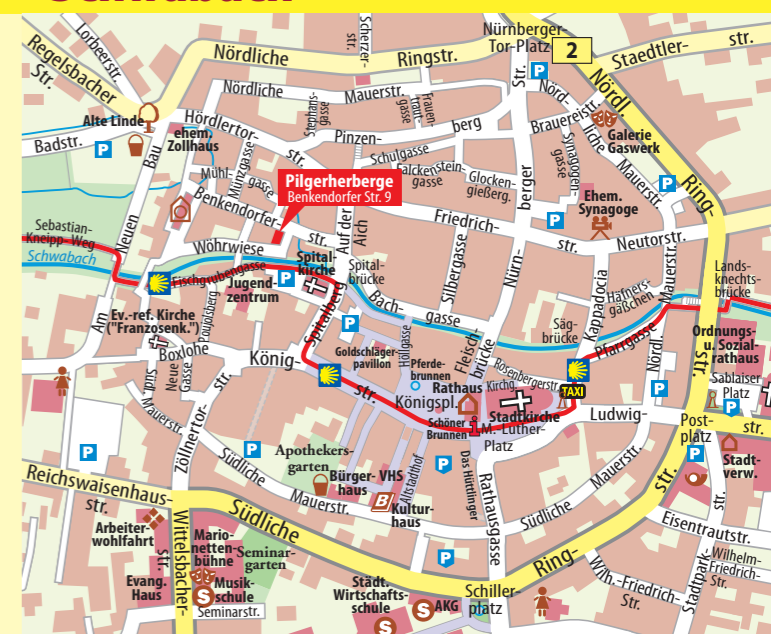 Lorbeerstr.
Regelsbacher
Str.
Nördliche
Ringstr.
Scherzer-
str.
Nürnberger-
Tor-Platz
2
Staedtler-
str.
P
Nördl.
Ring-
str.
Alte Linde
Badstr.
P
ehem.
Zollhaus
Nördliche
Mauerstr.
Hördlertor-
str.
Stephans-
gasse
Frauen-
gasse
Pinzen-
berg
Schulgasse
Falckenstein-
gasse
Glocken-
gießerg.
Nürn-
berger
Str.
Nörd-
liche
Mauerstr.
Brauereistr.
Synagogen-
gasse
Galerie
Gaswerk
P
Ehem.
Synagoge
P
Neutorstr.
Mühl-
gasse
Münzgasse
Pilgerherberge
Benkendorfer Str. 9
Benkendorfer-
str.
Auf der
Aich
Friedrich-
str.
Silbergasse
Sebastian-
Kneipp-Weg
Schwabach
Am
Neuen
Bau
Wöhrwiese
Fischgrubengasse
Spital-
kirche
P
Jugend-
zentrum
Spital-
brücke
Spitalberg
Bach-
gasse
Kappadocia
Mauerstr.
Nördl.
Hafners-
gäßchen
Lands-
knechts-
brücke
Säg-
brücke
Pfarrgasse
Ordnungs-
u. Sozial-
rathaus
Ev.-ref. Kirche
("Franzosenk.")
Boxlohe
Neue
Gasse
P
König-
str.
Goldschläger-
pavillon
Höllgasse
Pferde-
brunnen
Fleisch-
brücke
Rathaus
Königspl.
Kirchg.
Rosenbergerstr.
TAXI
Stadtkirche
Schöner
Brunnen
M.-Luther-
Platz
Ludwig-
str.
P
Sablaiser
Platz
P
Post-
platz
P
Stadt-
verw.
Südl.
Mauerstr.
Zöllnertor-
str.
P
P
Südliche
Mauerstr.
Apothekers-
garten
Bürger-
haus
VHS
Altstadthof
P
B
Kultur-
haus
Das Hürtlinger
Rathausgasse
Südliche
Mauerstr.
Reichswaisenhaus-
str.
Südliche
Ring-
str.
P
Arbeiter-
wohlfahrt
Wittelsbacher-
str.
Mario-
netten-
bühne
Seminar-
garten
Evang.
Haus
Musik-
schule
S
Seminarstr.
Städt.
Wirtschafts-
schule
S
S
AKG
Schiller-
platz
Wilh.-Friedrich-
Str.
Eisentrautstr.
Stadtpark-
str.
Wilhelm-
Friedrich-
Str.